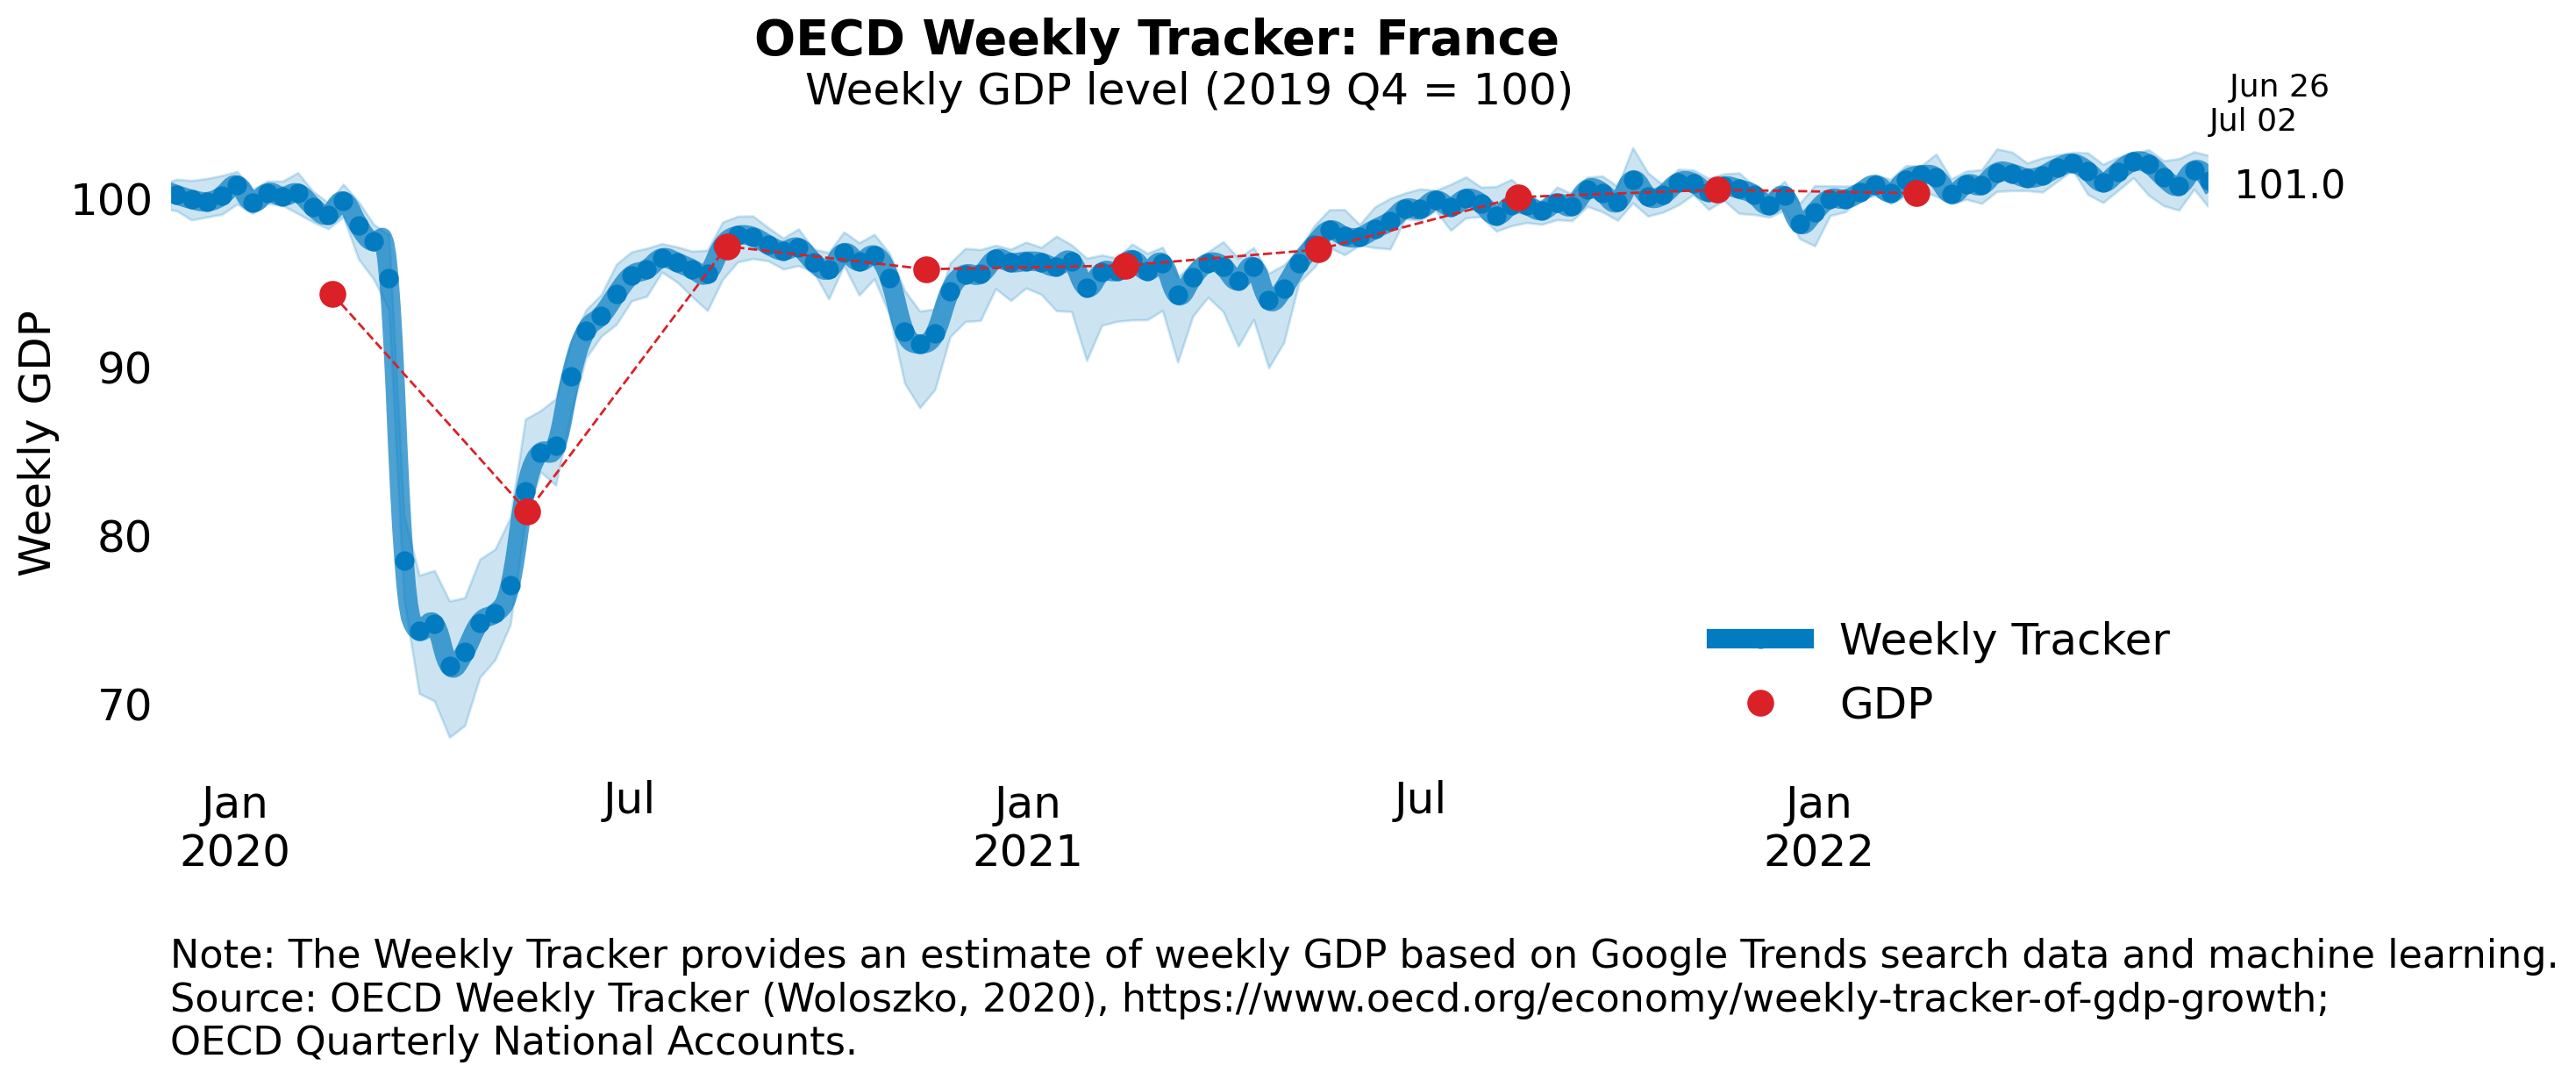 OECD Weekly Tracker: France
Weekly GDP level (2019 Q4 = 100)
Jun 26
Jul 02
101.0
Weekly GDP
100
90
80
70
Weekly Tracker
GDP
Jan
2020
Jul
Jan
2021
Jul
Jan
2022
Note: The Weekly Tracker provides an estimate of weekly GDP based on Google Trends search data and machine learning.
Source: OECD Weekly Tracker (Woloszko, 2020), https://www.oecd.org/economy/weekly-tracker-of-gdp-growth;
OECD Quarterly National Accounts.